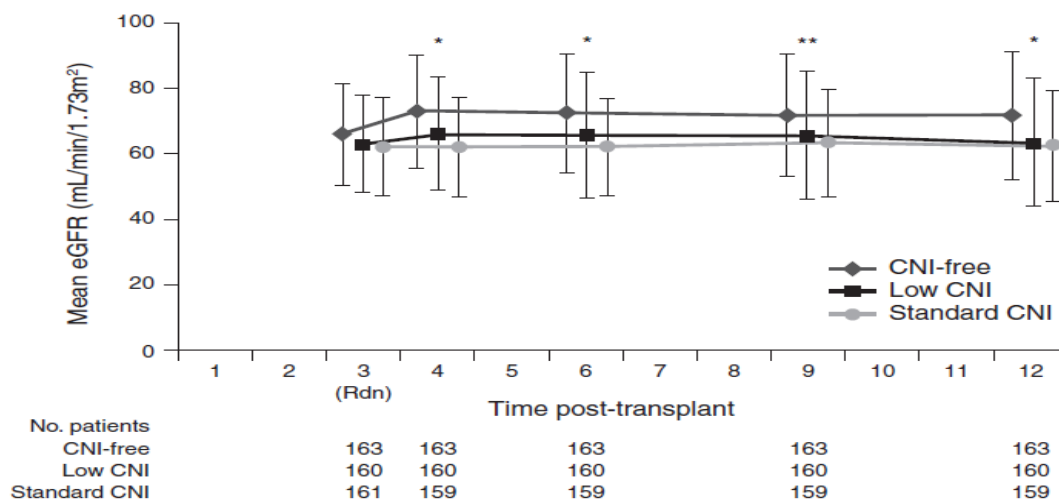 100
* * ** *
80
60
40
20
0
Mean eGFR (mL/min/1.73m²)
CNI-free
Low CNI
Standard CNI
1 2 3 4 5 6 7 8 9 10 11 12
(Rdn)
Time post-transplant
No. patients
CNI-free 163 163 163 163 163
Low CNI 160 160 160 160 160
Standard CNI 161 159 159 159 159